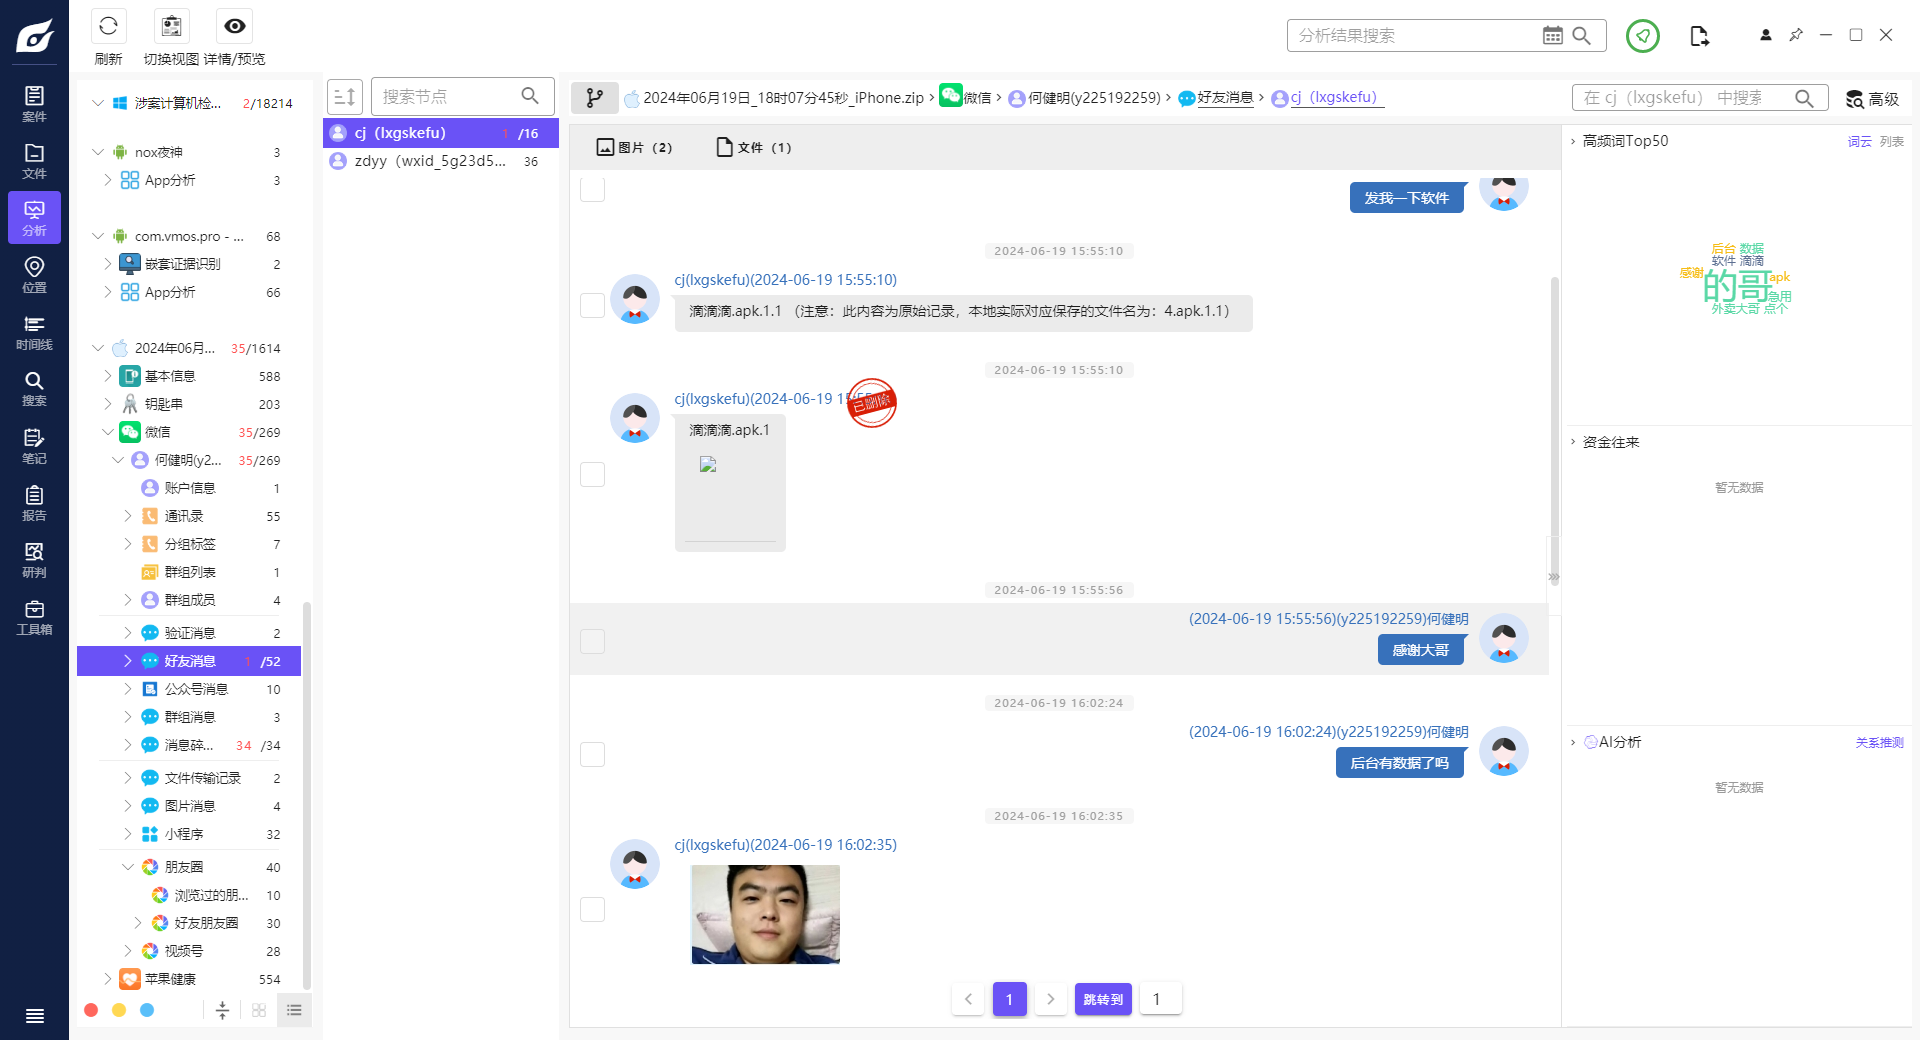 刷新
切换视图
详情/预览
分析结果搜索
案件
文件
分析
位置
时间线
搜索
笔记
报告
研判
工具箱
涉案计算机检... 2/18214
nox夜神 3
App分析 3
com.vmos.pro - ... 68
嵌套证据识别 2
App分析 66
2024年06月... 35/1614
基本信息 588
钥匙串 203
微信 35/269
何健明(y2... 35/269
账户信息 1
通讯录 55
分组标签 7
群组列表 1
群组成员 4
验证消息 2
好友消息 1 /52
公众号消息 10
群组消息 3
消息碎... 34 /34
文件传输记录 2
图片消息 4
小程序 32
朋友圈 40
浏览过的朋... 10
好友朋友圈 30
视频号 28
苹果健康 554
搜索节点
cj（lxgskefu） 1 /16
zdyy（wxid_5g23d5... 36
2024年06月19日_18时07分45秒_iPhone.zip › 微信 › 何健明(y225192259) › 好友消息 › cj（lxgskefu）
在 cj（lxgskefu） 中搜索
高级
图片（2） 文件（1）
发我一下软件
2024-06-19 15:55:10
cj(lxgskefu)(2024-06-19 15:55:10)
滴滴滴.apk.1.1 （注意：此内容为原始记录，本地实际对应保存的文件名为：4.apk.1.1）
2024-06-19 15:55:10
cj(lxgskefu)(2024-06-19 15:55
已删除
滴滴滴.apk.1
2024-06-19 15:55:56
(2024-06-19 15:55:56)(y225192259)何健明
感谢大哥
2024-06-19 16:02:24
(2024-06-19 16:02:24)(y225192259)何健明
后台有数据了吗
2024-06-19 16:02:35
cj(lxgskefu)(2024-06-19 16:02:35)
1 跳转到 1
高频词Top50 词云 列表
后台 数据
软件 滴滴
感谢 的哥 apk
急用
外卖大哥 点个
资金往来
暂无数据
AI分析 关系推测
暂无数据